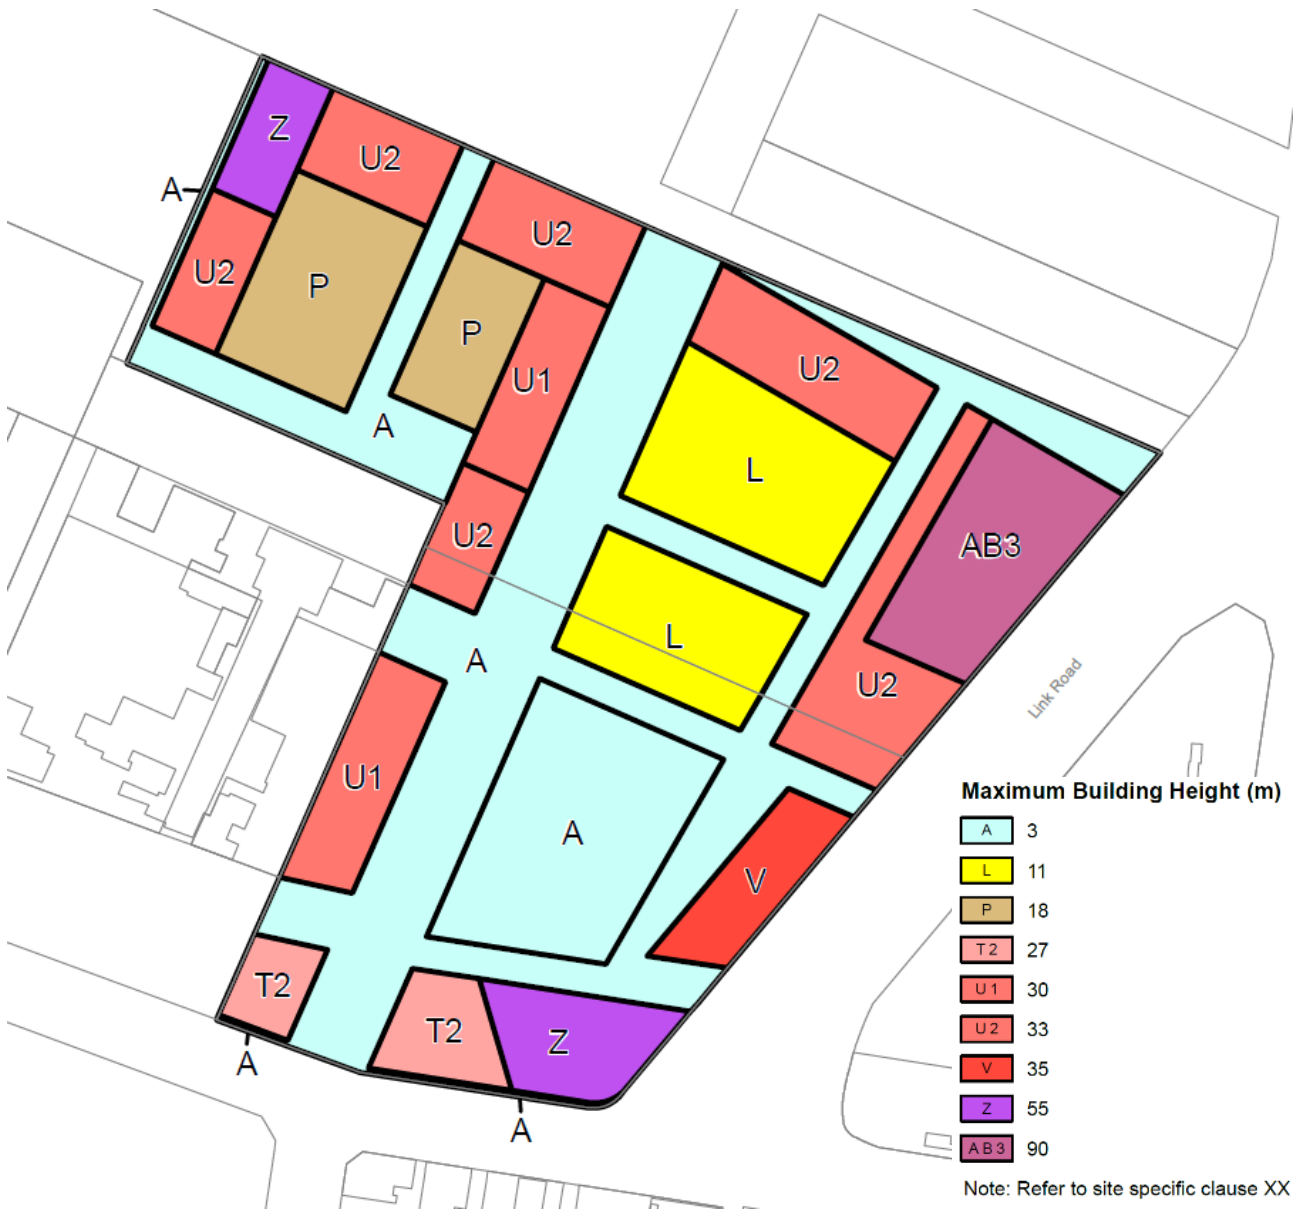 Z
U2
A
U2
U2
P
P
U2
U1
A
L
U2
AB3
L
A
U2
Link Road
U1
A
V
T2
T2
Z
A
A
Maximum Building Height (m)
A 3
L 11
P 18
T2 27
U1 30
U2 33
V 35
Z 55
AB3 90
Note: Refer to site specific clause XX